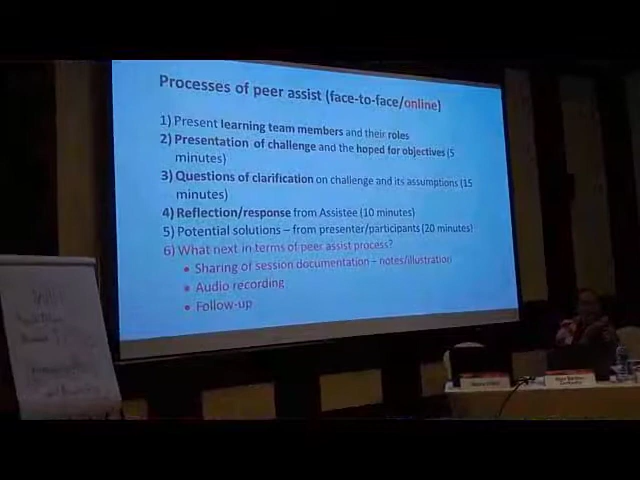 Processes of peer assist (face-to-face/online)
1) Present learning team members and their roles
2) Presentation of challenge and the hoped for objectives (5
minutes)
3) Questions of clarification on challenge and its assumptions (15
minutes)
4) Reflection/response from Assistee (10 minutes)
5) Potential solutions – from presenter/participants (20 minutes)
6) What next in terms of peer assist process?
• Sharing of session documentation – notes/illustration
• Audio recording
• Follow-up